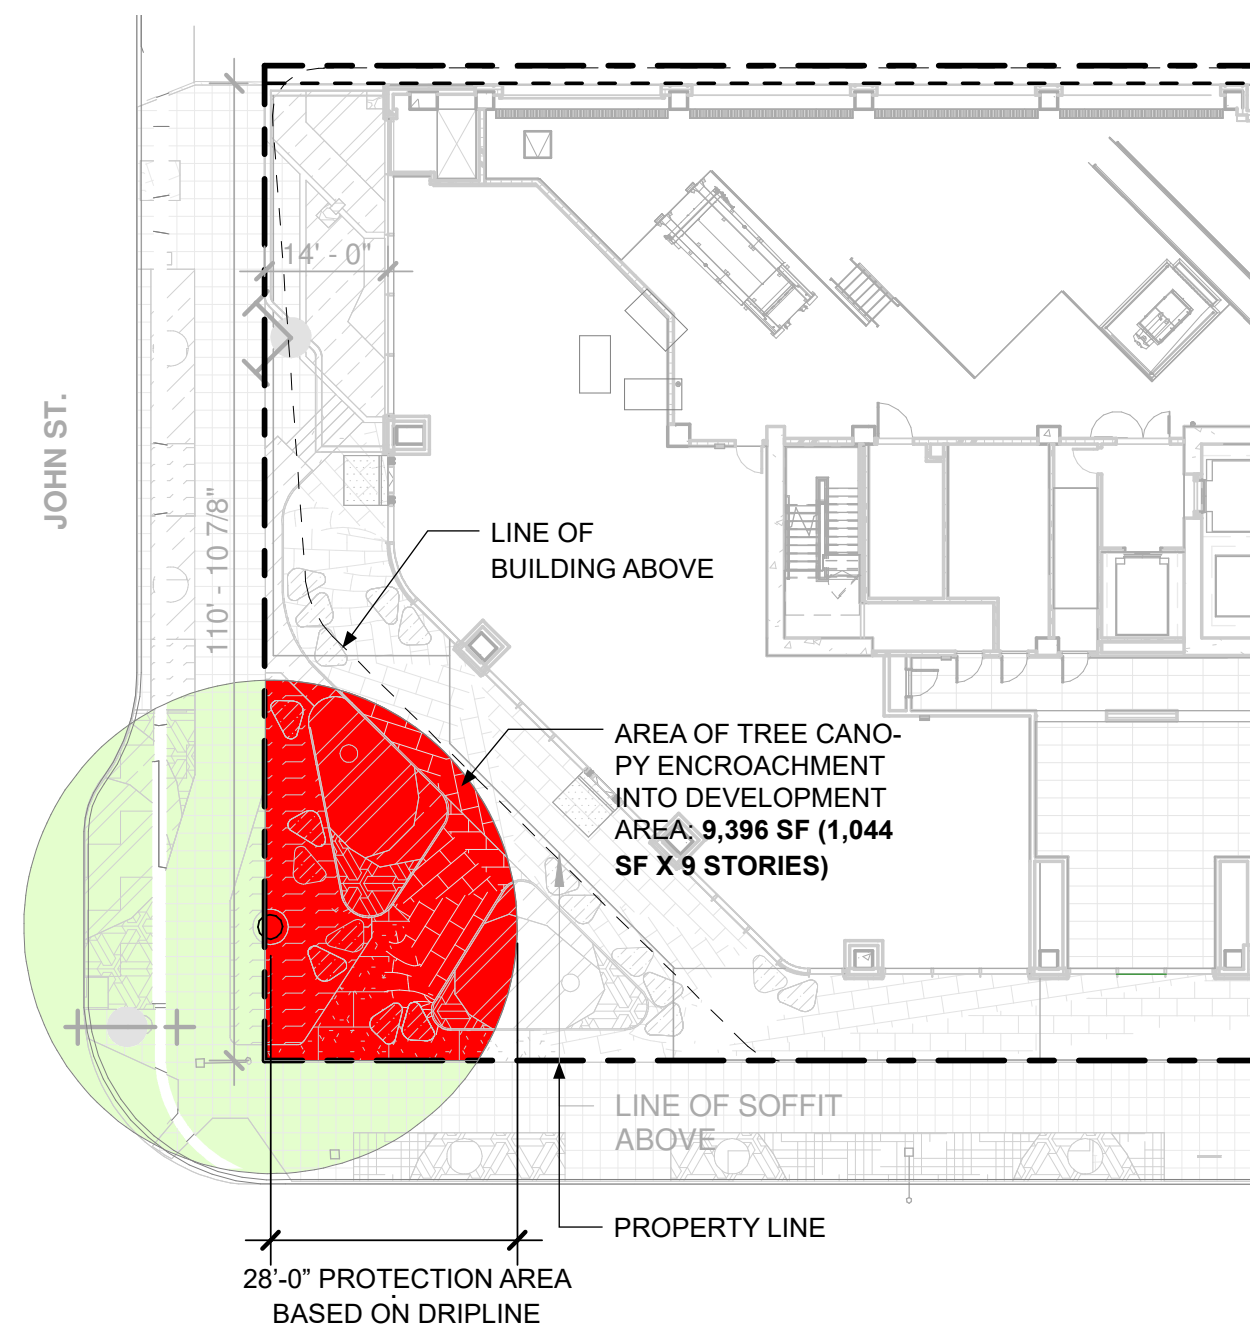 14' - 0"
JOHN ST.
110' - 10 7/8"
LINE OF
BUILDING ABOVE
AREA OF TREE CANO-
PY ENCROACHMENT
INTO DEVELOPMENT
AREA: 9,396 SF (1,044
SF X 9 STORIES)
LINE OF SOFFIT
ABOVE
PROPERTY LINE
28’-0” PROTECTION AREA
BASED ON DRIPLINE